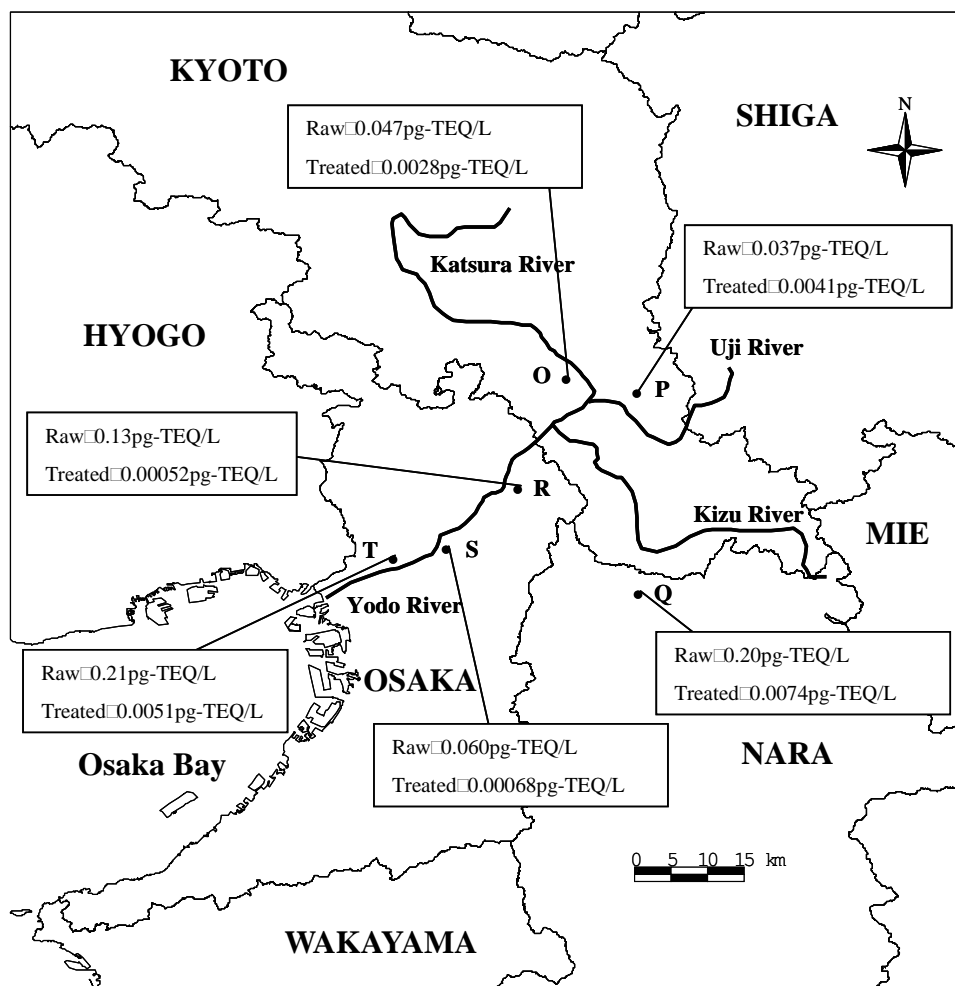 KYOTO
SHIGA
N
Raw□0.047pg-TEQ/L
Treated□0.0028pg-TEQ/L
Katsura River
Raw□0.037pg-TEQ/L
Treated□0.0041pg-TEQ/L
HYOGO
Uji River
O
P
Raw□0.13pg-TEQ/L
Treated□0.00052pg-TEQ/L
R
Kizu River
MIE
T
S
Yodo River
Q
Raw□0.21pg-TEQ/L
Treated□0.0051pg-TEQ/L
OSAKA
Raw□0.20pg-TEQ/L
Treated□0.0074pg-TEQ/L
Osaka Bay
Raw□0.060pg-TEQ/L
Treated□0.00068pg-TEQ/L
NARA
0 5 10 15 km
WAKAYAMA